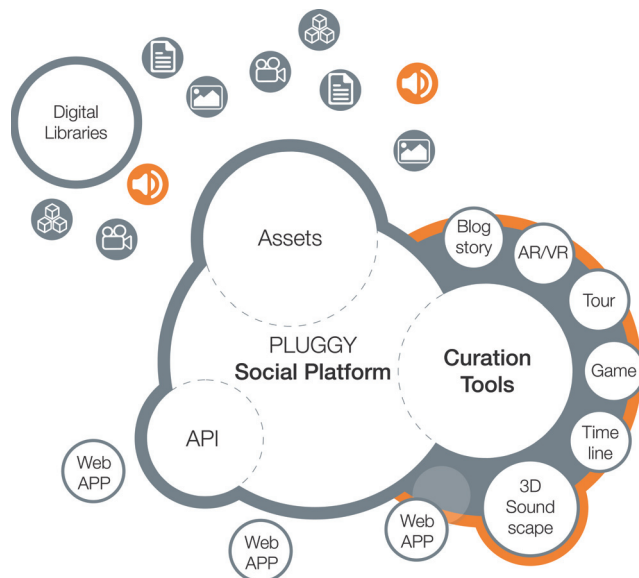 Digital
Libraries
Assets
Blog
story
AR/VR
Tour
PLUGGY
Social Platform
Curation
Tools
Game
API
Time
line
Web
APP
3D
Sound
scape
Web
APP
Web
APP